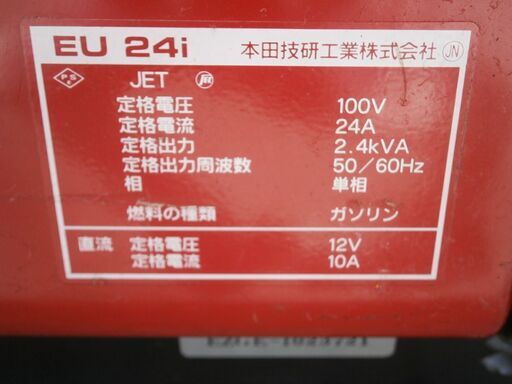 EU 24i 本田技研工業株式会社 JN
PS E JET JET
定格電圧 100V
定格電流 24A
定格出力 2.4kVA
定格出力周波数 50／60Hz
相 単相
燃料の種類 ガソリン
直流 定格電圧 12V
定格電流 10A